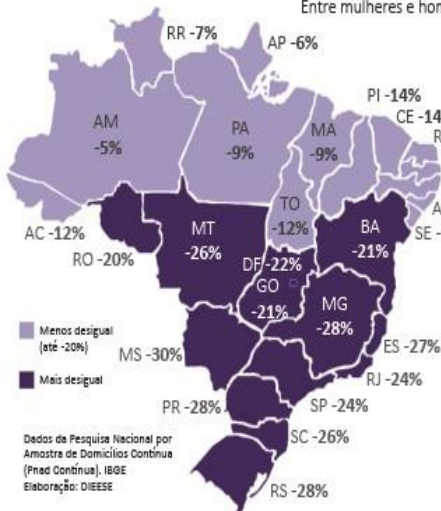 Entre mulheres e
RR -7%
AP -6%
PI -14%
CE
AM
-5%
PA
-9%
MA
-9%
TO
-12%
AC -12%
RO -20%
MT
-26%
BA
-21%
SE
DF -22%
GO
-21%
MG
-28%
Menos desigual
(até -20%)
Mais desigual
MS -30%
ES -27%
RJ -24%
PR -28%
SP -24%
SC -26%
RS -28%
Dados da Pesquisa Nacional por
Amostra de Domicílios Contínua
(Pnad Contínua). IBGE
Elaboração: DIEESE